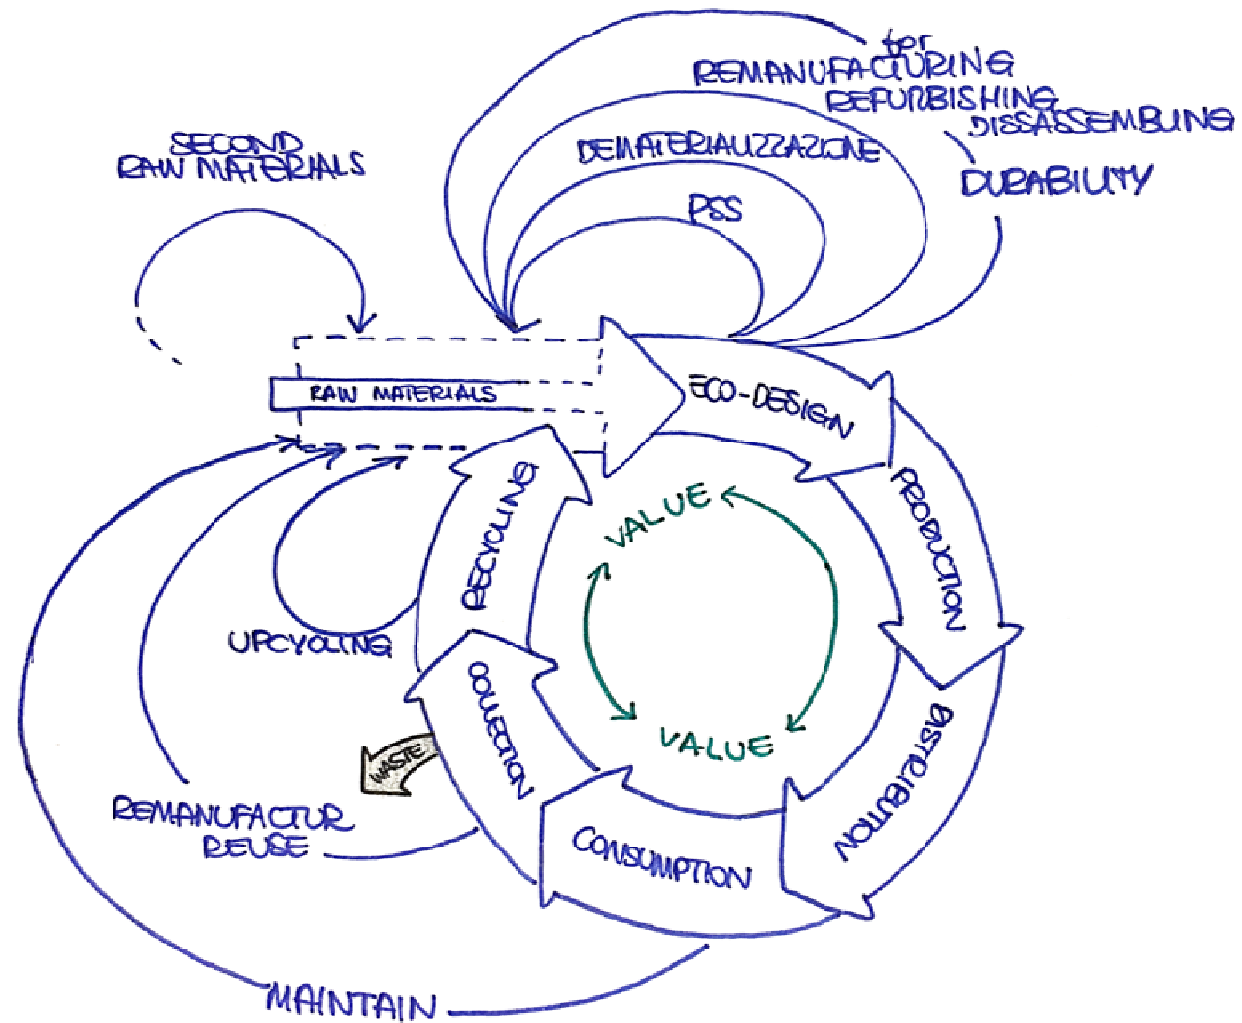 for
REMANUFACTURING
REFURBISHING
DISSASSEMBLING
SECOND
RAW MATERIALS
DEMATERIALIZZAZIONE
DURABILITY
PSS
RAW MATERIALS
ECO-DESIGN
PRODUCTION
DISTRIBUTION
CONSUMPTION
COLLECTION
RECYCLING
VALUE
VALUE
UPCYCLING
WASTE
REMANUFACTUR
REUSE
MAINTAIN